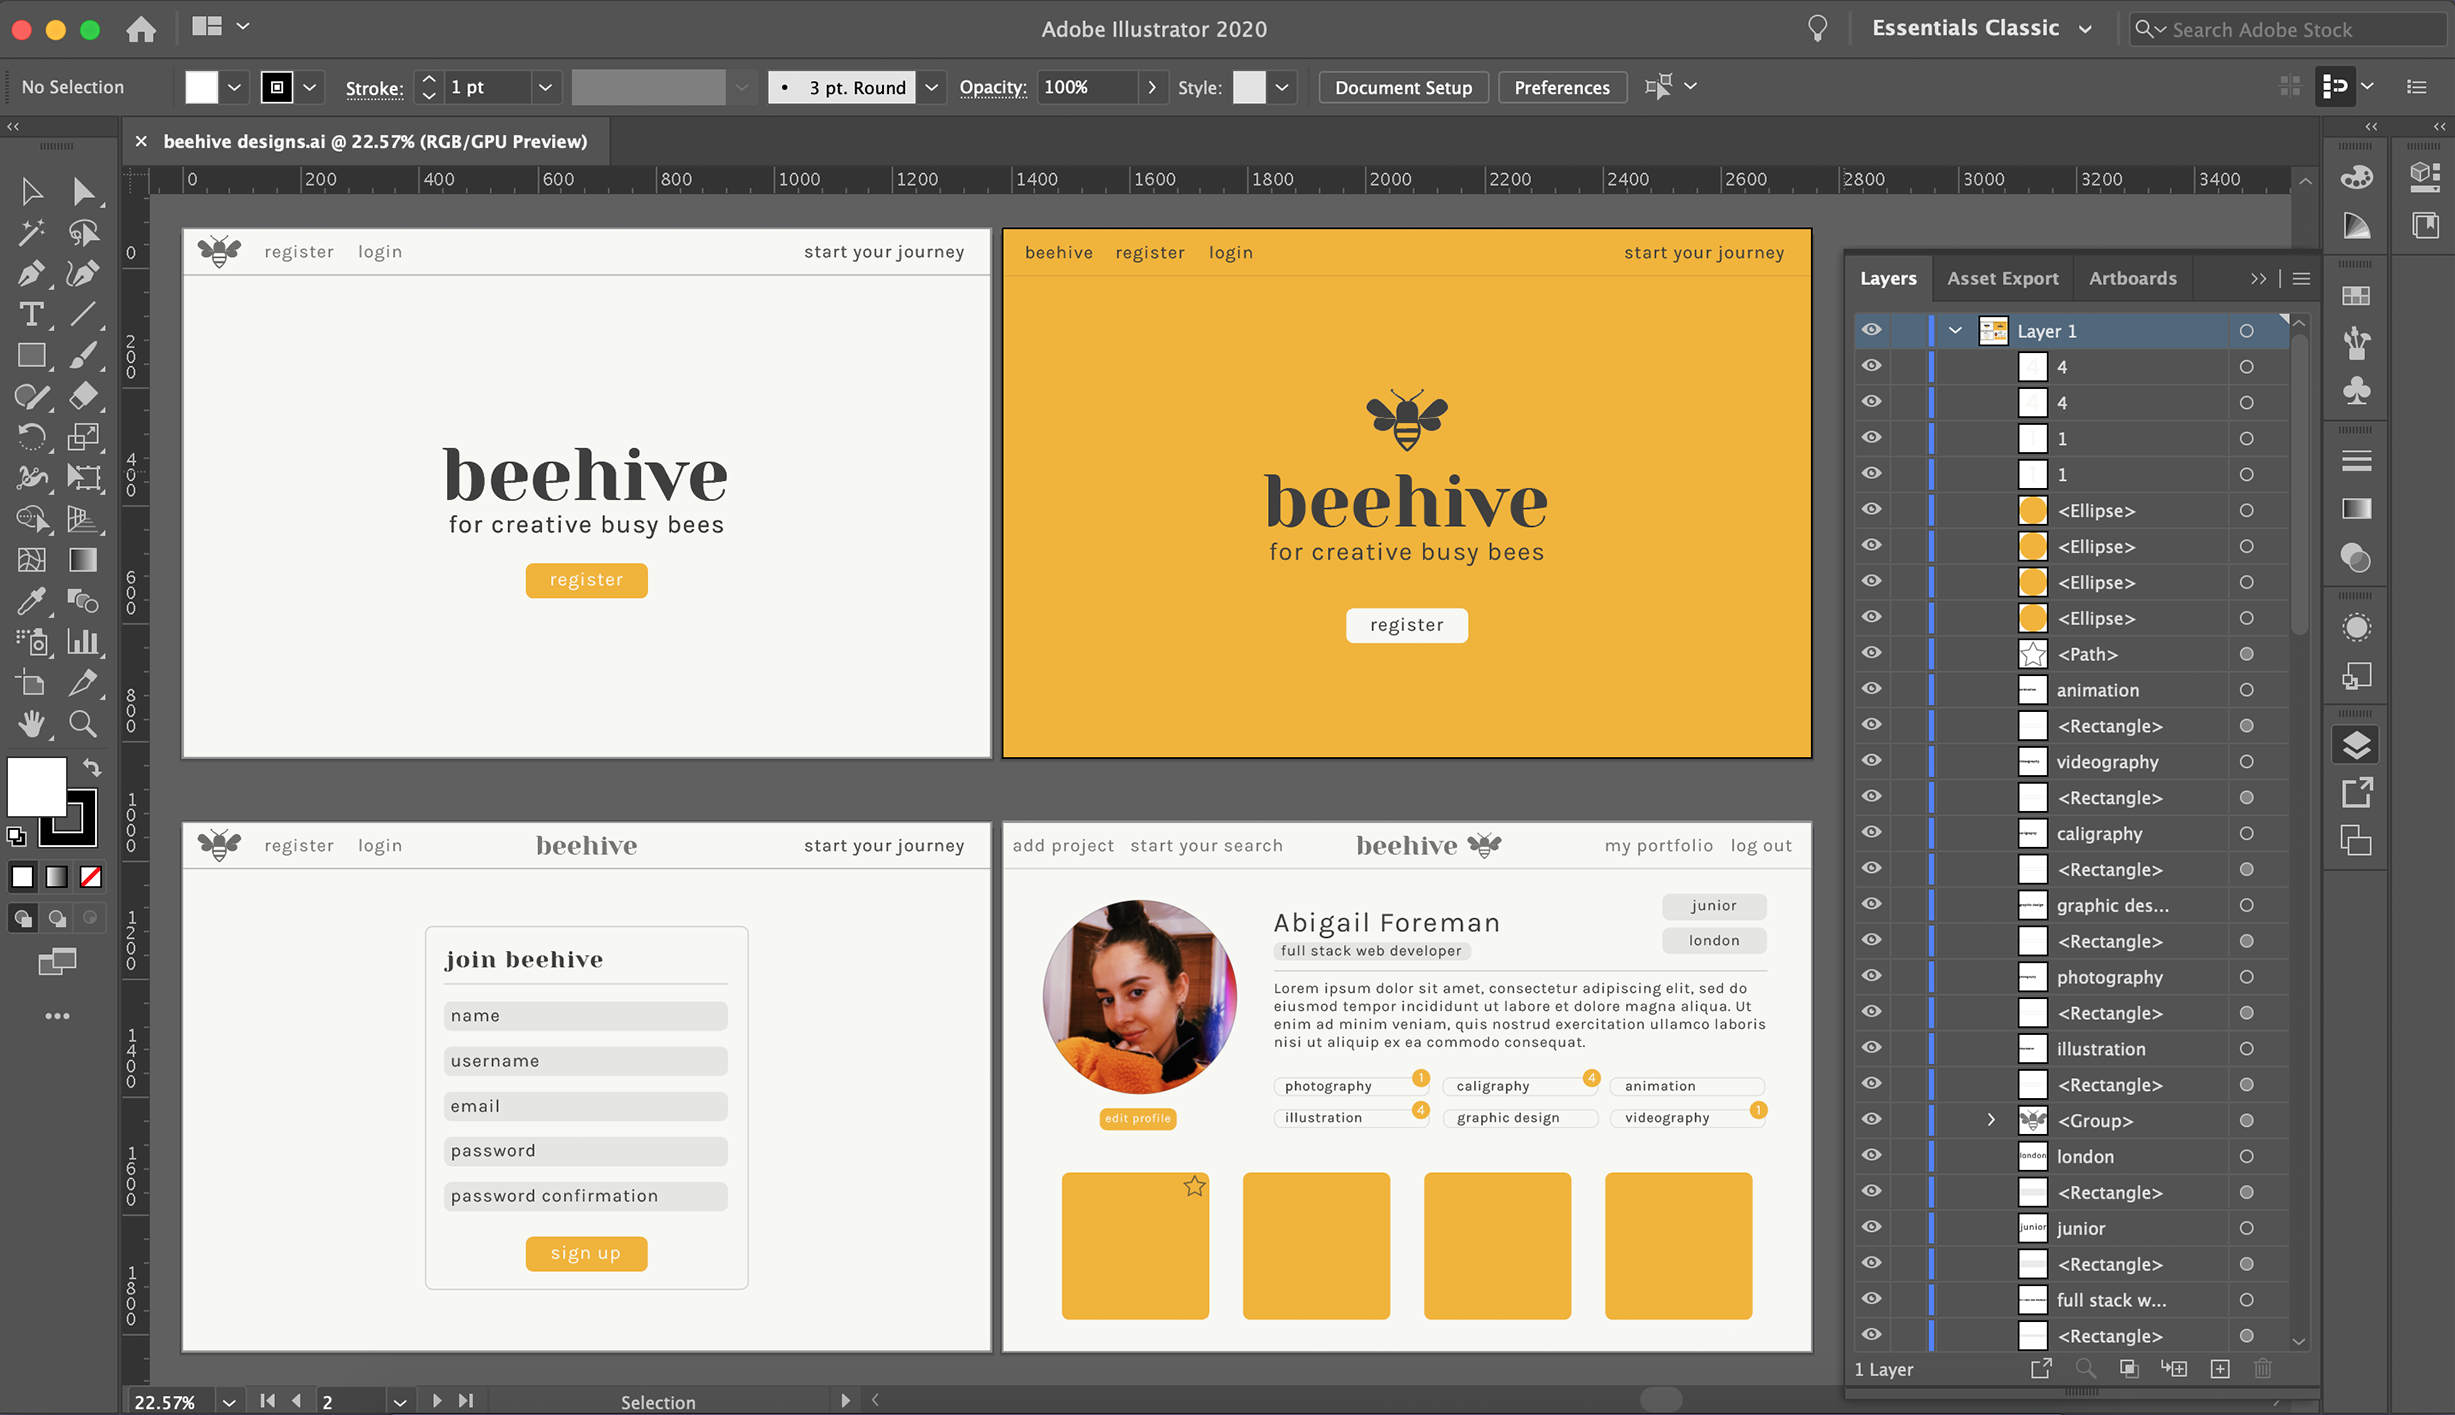 Adobe Illustrator 2020
Essentials Classic
Search Adobe Stock
No Selection
Stroke:
1 pt
3 pt. Round
Opacity:
100%
Style:
Document Setup
Preferences
beehive designs.ai @ 22.57% (RGB/GPU Preview)
0 200 400 600 800 1000 1200 1400 1600 1800 2000 2200 2400 2600 2800 3000 3200 3400
0
200
400
600
800
1000
1200
1400
1600
1800
register login start your journey
beehive
for creative busy bees
register
beehive register login start your journey
beehive
for creative busy bees
register
register login beehive start your journey
join beehive
name
username
email
password
password confirmation
sign up
add project start your search beehive my portfolio log out
Abigail Foreman
full stack web developer
junior
london
Lorem ipsum dolor sit amet, consectetur adipiscing elit, sed do
eiusmod tempor incididunt ut labore et dolore magna aliqua. Ut
enim ad minim veniam, quis nostrud exercitation ullamco laboris
nisi ut aliquip ex ea commodo consequat.
photography 1 caligraphy 4 animation
illustration 4 graphic design videography 1
edit profile
Layers Asset Export Artboards
Layer 1
4
4
1
1
<Ellipse>
<Ellipse>
<Ellipse>
<Ellipse>
<Path>
animation
<Rectangle>
videography
<Rectangle>
caligraphy
<Rectangle>
graphic des...
<Rectangle>
photography
<Rectangle>
illustration
<Rectangle>
<Group>
london
<Rectangle>
junior
<Rectangle>
full stack w...
<Rectangle>
1 Layer
22.57%
2
Selection